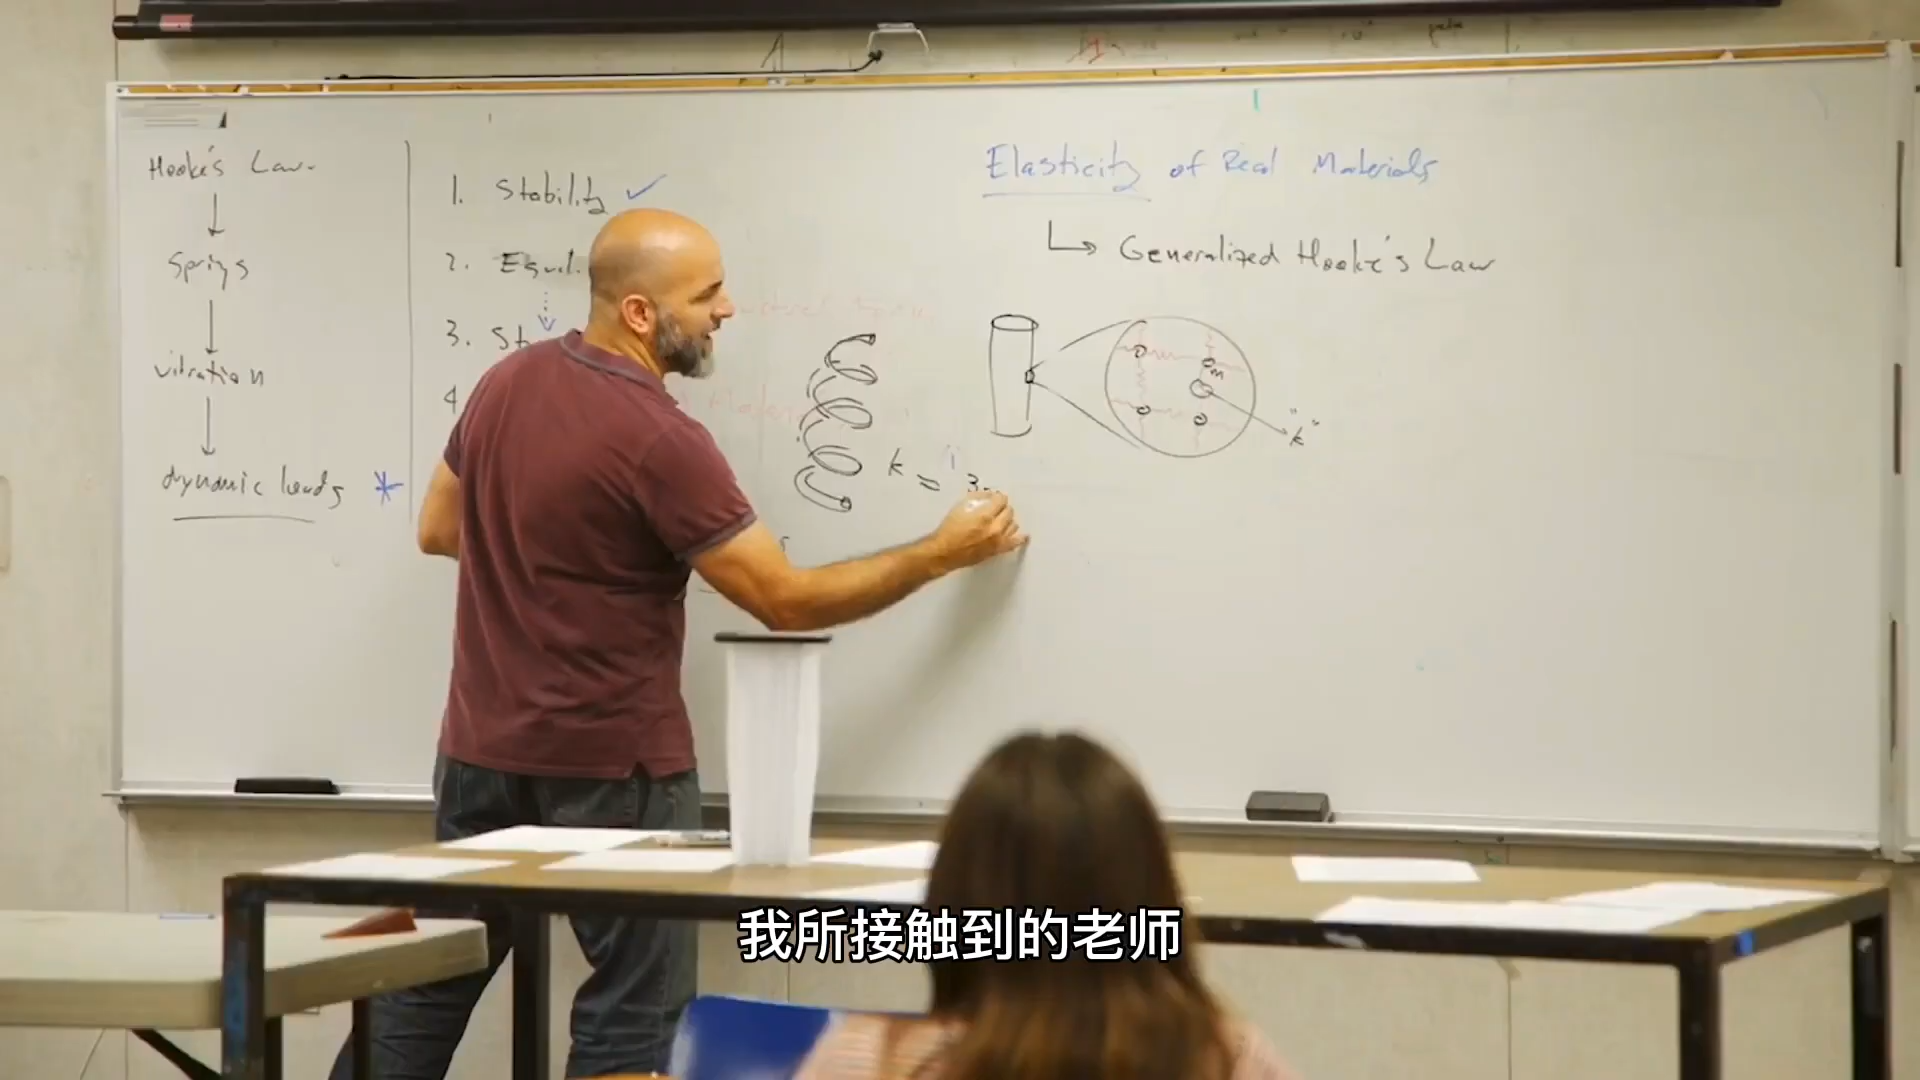 Hooke's Law.
springs
vibration
dynamic loads *
1. Stability ✓
2. Equil.
3. St
4
k = 3
Elasticity of Real Materials
Generalized Hooke's Law
m
"k"
我所接触到的老师